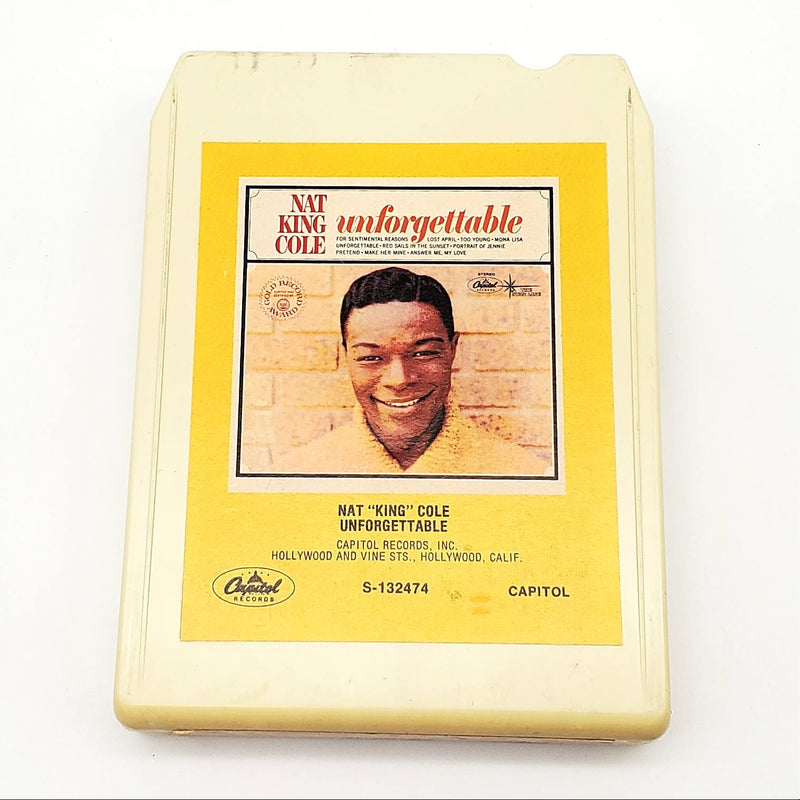 NAT
KING
COLE
unforgettable
FOR SENTIMENTAL REASONS • LOST APRIL • TOO YOUNG • MONA LISA
UNFORGETTABLE • RED SAILS IN THE SUNSET • PORTRAIT OF JENNIE
PRETEND • MAKE HER MINE • ANSWER ME, MY LOVE
GOLD RECORD
AWARD
STEREO
Capitol
NAT "KING" COLE
UNFORGETTABLE
CAPITOL RECORDS, INC.
HOLLYWOOD AND VINE STS., HOLLYWOOD, CALIF.
Capitol
RECORDS
S-132474
CAPITOL